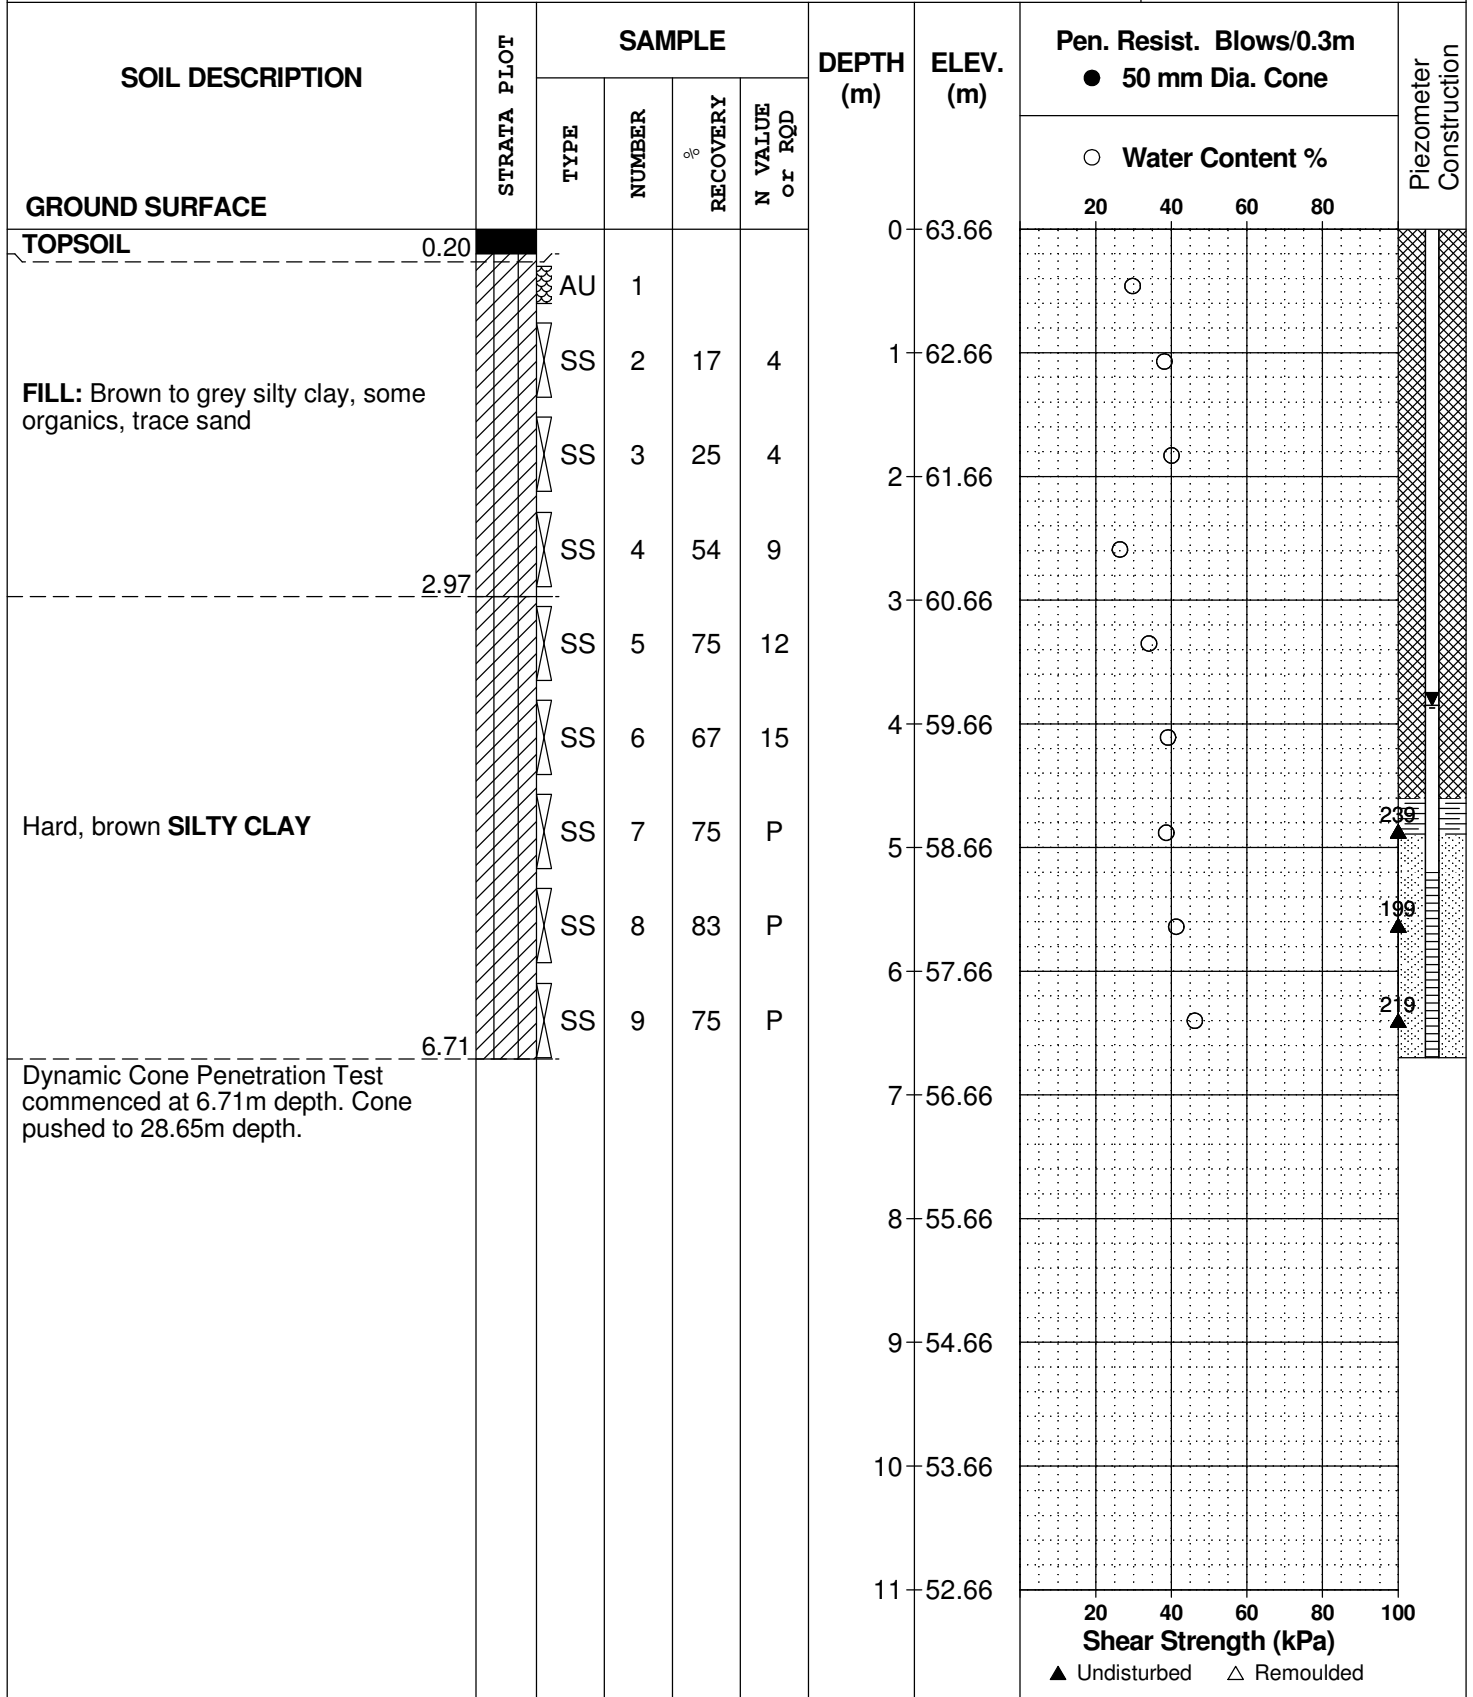 SOIL DESCRIPTION
GROUND SURFACE
STRATA PLOT
SAMPLE
TYPE
NUMBER
% RECOVERY
N VALUE or RQD
DEPTH (m)
ELEV. (m)
Pen. Resist. Blows/0.3m
● 50 mm Dia. Cone
○ Water Content %
20 40 60 80
Piezometer Construction
TOPSOIL 0.20
FILL: Brown to grey silty clay, some
organics, trace sand
2.97
Hard, brown SILTY CLAY
6.71
Dynamic Cone Penetration Test
commenced at 6.71m depth. Cone
pushed to 28.65m depth.
AU 1
SS 2 17 4
SS 3 25 4
SS 4 54 9
SS 5 75 12
SS 6 67 15
SS 7 75 P
SS 8 83 P
SS 9 75 P
0 63.66
1 62.66
2 61.66
3 60.66
4 59.66
5 58.66
6 57.66
7 56.66
8 55.66
9 54.66
10 53.66
11 52.66
239
199
219
20 40 60 80 100
Shear Strength (kPa)
▲ Undisturbed △ Remoulded